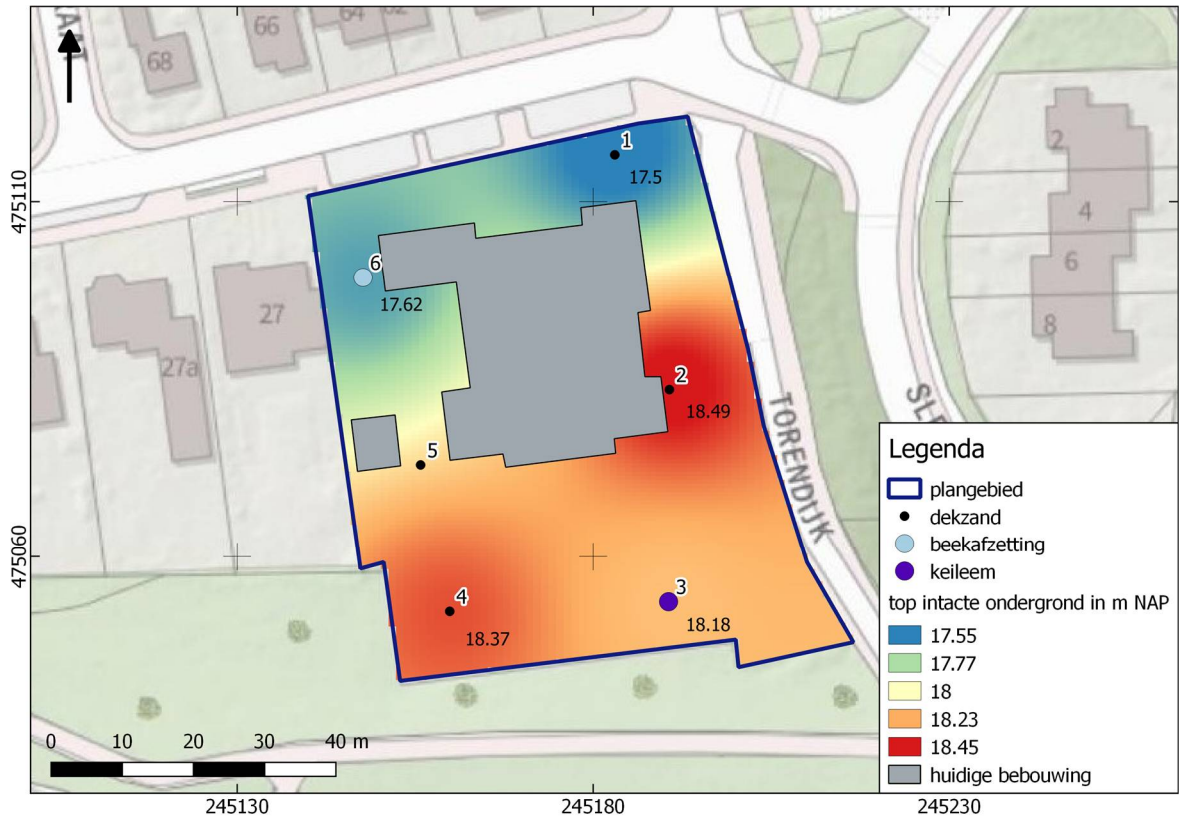 66
64
62
68
1
17.5
475110
6
17.62
27
27a
2
18.49
5
TORENDIJK
2
4
6
8
475060
4
18.37
3
18.18
Legenda
plangebied
dekzand
beekafzetting
keileem
top intacte ondergrond in m NAP
17.55
17.77
18
18.23
18.45
huidige bebouwing
0 10 20 30 40 m
245130 245180 245230